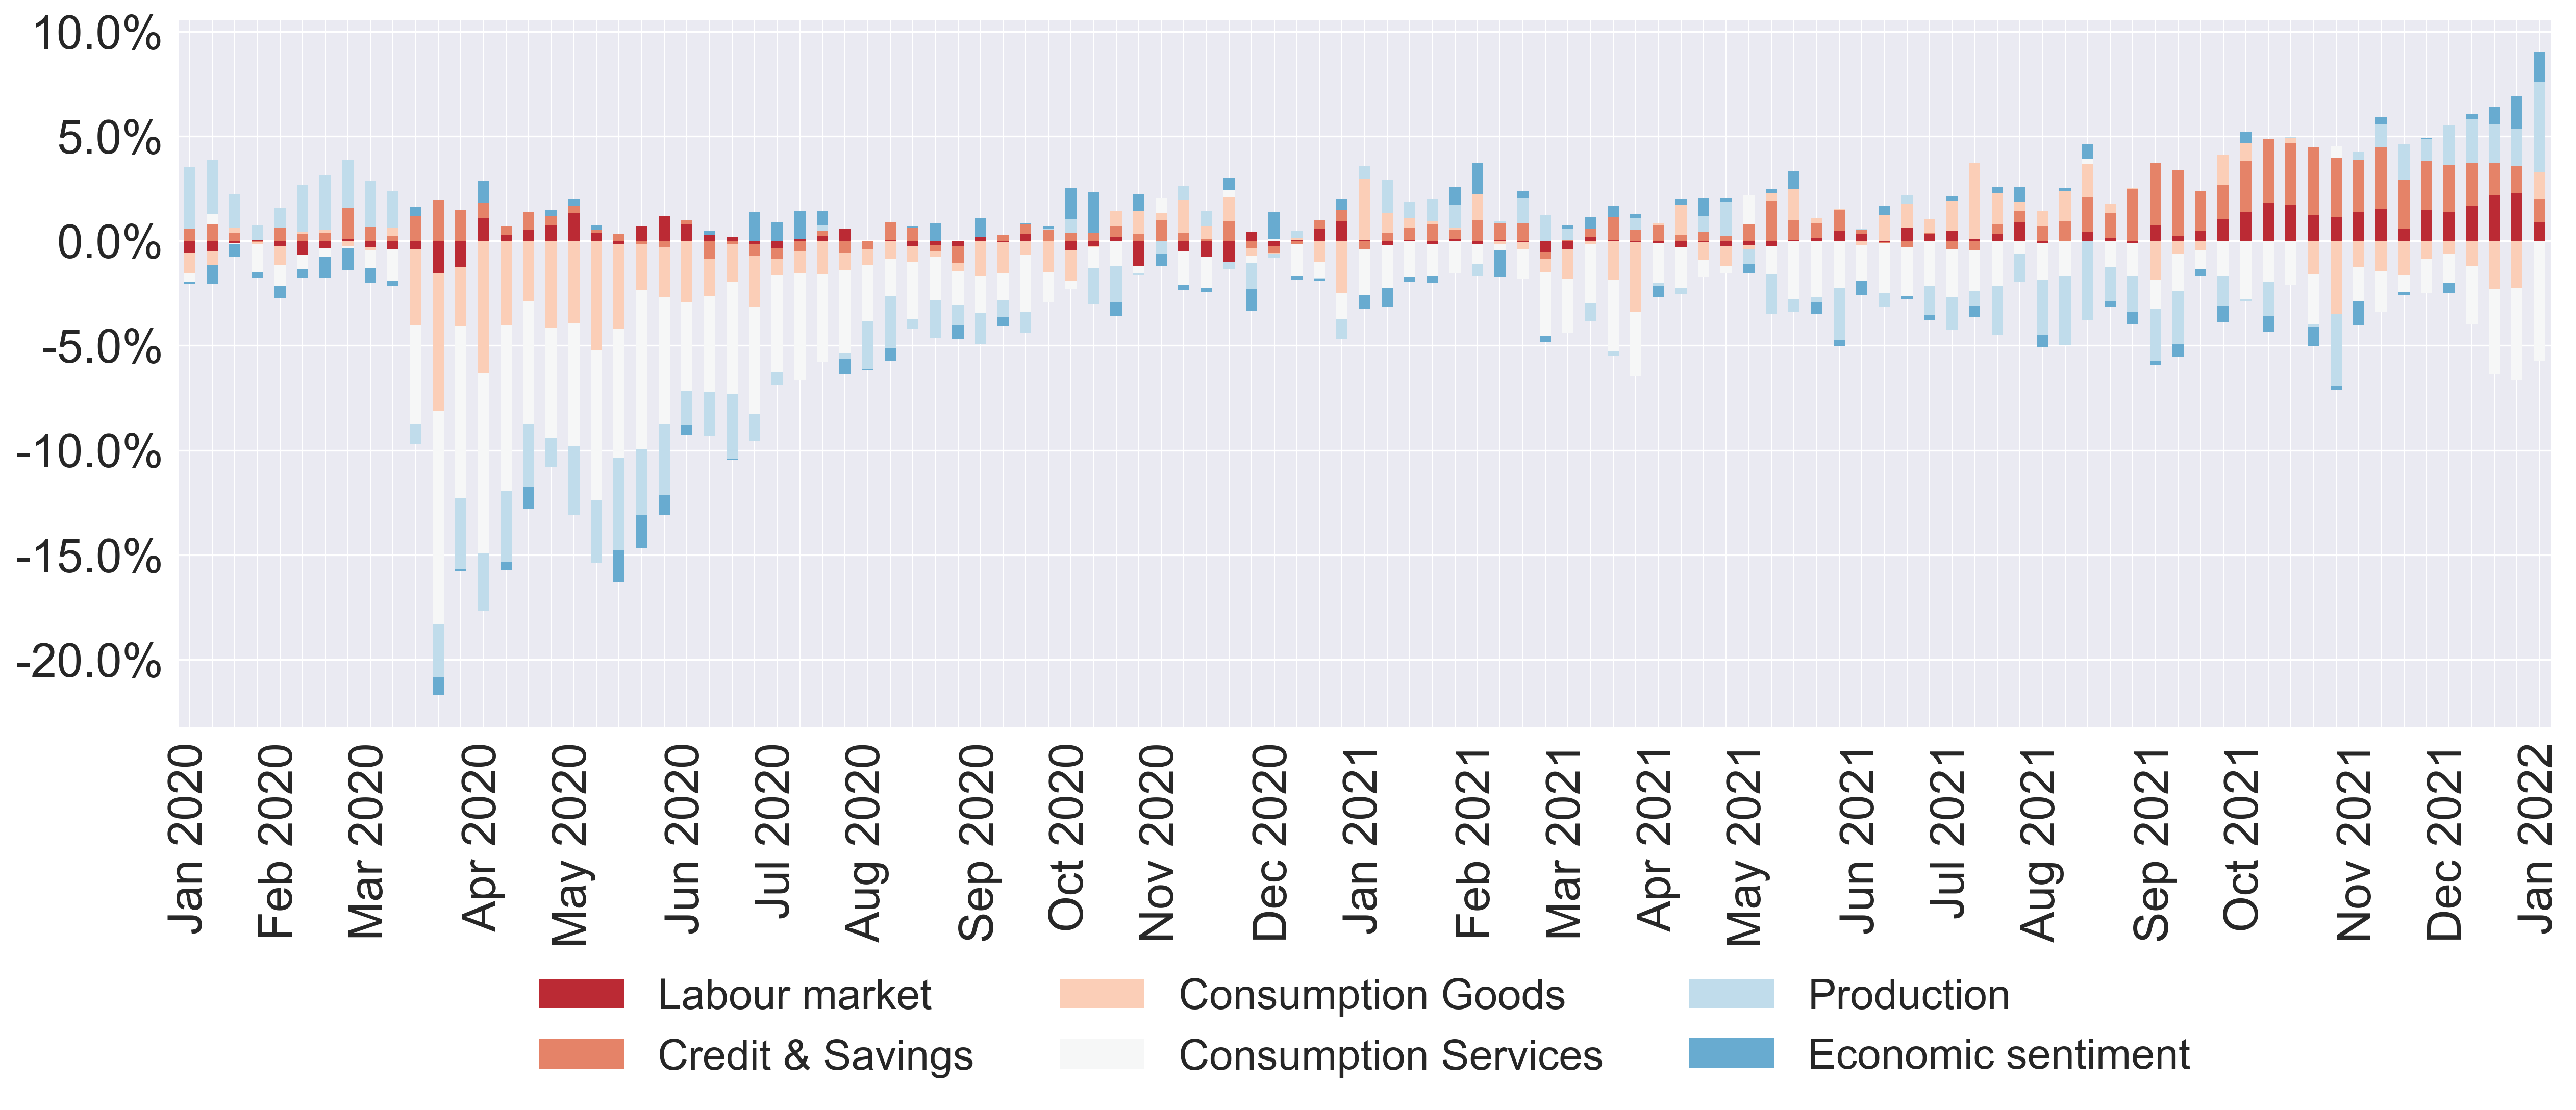 10.0%
5.0%
0.0%
-5.0%
-10.0%
-15.0%
-20.0%
Jan 2020
Feb 2020
Mar 2020
Apr 2020
May 2020
Jun 2020
Jul 2020
Aug 2020
Sep 2020
Oct 2020
Nov 2020
Dec 2020
Jan 2021
Feb 2021
Mar 2021
Apr 2021
May 2021
Jun 2021
Jul 2021
Aug 2021
Sep 2021
Oct 2021
Nov 2021
Dec 2021
Jan 2022
Labour market
Consumption Goods
Production
Credit & Savings
Consumption Services
Economic sentiment